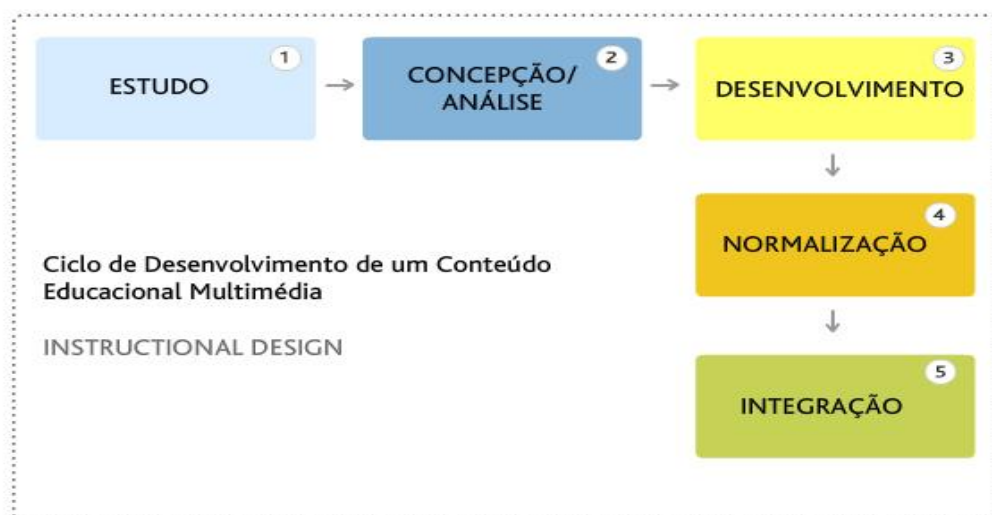 1
ESTUDO
2
CONCEPÇÃO/
ANÁLISE
3
DESENVOLVIMENTO
4
NORMALIZAÇÃO
Ciclo de Desenvolvimento de um Conteúdo
Educacional Multimédia
INSTRUCTIONAL DESIGN
5
INTEGRAÇÃO